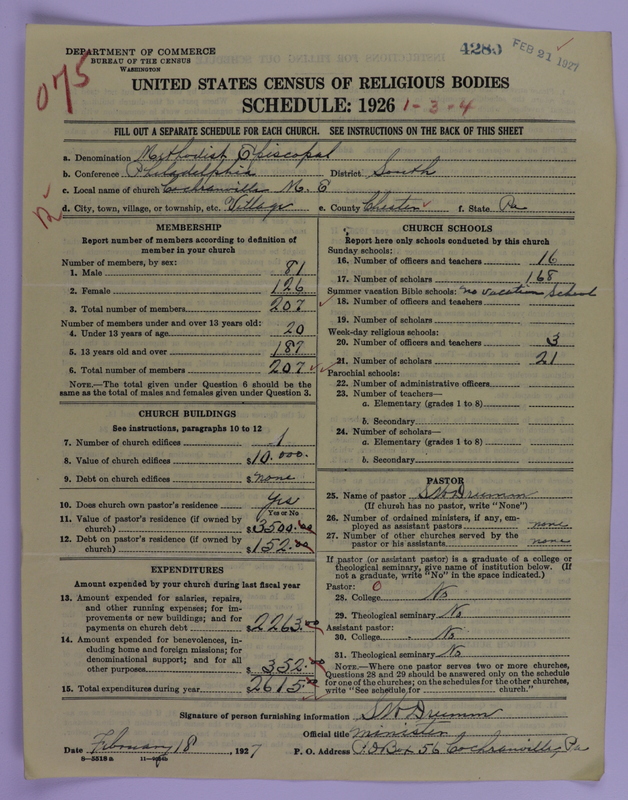 DEPARTMENT OF COMMERCE
BUREAU OF THE CENSUS
WASHINGTON
4280
FEB 21 1927
075
UNITED STATES CENSUS OF RELIGIOUS BODIES
SCHEDULE: 1926 1-3-4
FILL OUT A SEPARATE SCHEDULE FOR EACH CHURCH. SEE INSTRUCTIONS ON THE BACK OF THIS SHEET
a. Denomination Methodist Episcopal
b. Conference Philadelphia District South
c. Local name of church Cochranville M. E
d. City, town, village, or township, etc. Village e. County Chester f. State Pa
MEMBERSHIP
Report number of members according to definition of member in your church
Number of members, by sex:
1. Male 81
2. Female 126
3. Total number of members 207
Number of members under and over 13 years old:
4. Under 13 years of age 20
5. 13 years old and over 187
6. Total number of members 207
NOTE.—The total given under Question 6 should be the
same as the total of males and females given under Question 3.
CHURCH BUILDINGS
See instructions, paragraphs 10 to 12
7. Number of church edifices 1
8. Value of church edifices $10,000.
9. Debt on church edifices $ none
10. Does church own pastor's residence Yes
Yes or No
11. Value of pastor's residence (if owned by
church) $3500.00
12. Debt on pastor's residence (if owned by
church) $152.00
EXPENDITURES
Amount expended by your church during last fiscal year
13. Amount expended for salaries, repairs,
and other running expenses; for im-
provements or new buildings; and for
payments on church debt $2263.00
14. Amount expended for benevolences, in-
cluding home and foreign missions; for
denominational support; and for all
other purposes $352.00
15. Total expenditures during year $2615.00
CHURCH SCHOOLS
Report here only schools conducted by this church
Sunday schools:
16. Number of officers and teachers 16
17. Number of scholars 168
Summer vacation Bible schools: no vacation School
18. Number of officers and teachers
19. Number of scholars
Week-day religious schools:
20. Number of officers and teachers 3
21. Number of scholars 21
Parochial schools:
22. Number of administrative officers
23. Number of teachers—
a. Elementary (grades 1 to 8)
b. Secondary
24. Number of scholars—
a. Elementary (grades 1 to 8)
b. Secondary
PASTOR
25. Name of pastor S W Drumm
(If church has no pastor, write "None")
26. Number of ordained ministers, if any, em-
ployed as assistant pastors none
27. Number of other churches served by the
pastor or his assistants none
If pastor (or assistant pastor) is a graduate of a college or
theological seminary, give name of institution below. (If
not a graduate, write "No" in the space indicated.)
Pastor: 0
28. College No
29. Theological seminary No
Assistant pastor:
30. College No
31. Theological seminary No
NOTE.—Where one pastor serves two or more churches,
Questions 28 and 29 should be answered only on the schedule
for one of the churches; on the schedules for the other churches,
write "See schedule for church."
Signature of person furnishing information S W Drumm
Official title minister
Date February 18, 1927 P. O. Address P. O Box 56 Cochranville, Pa